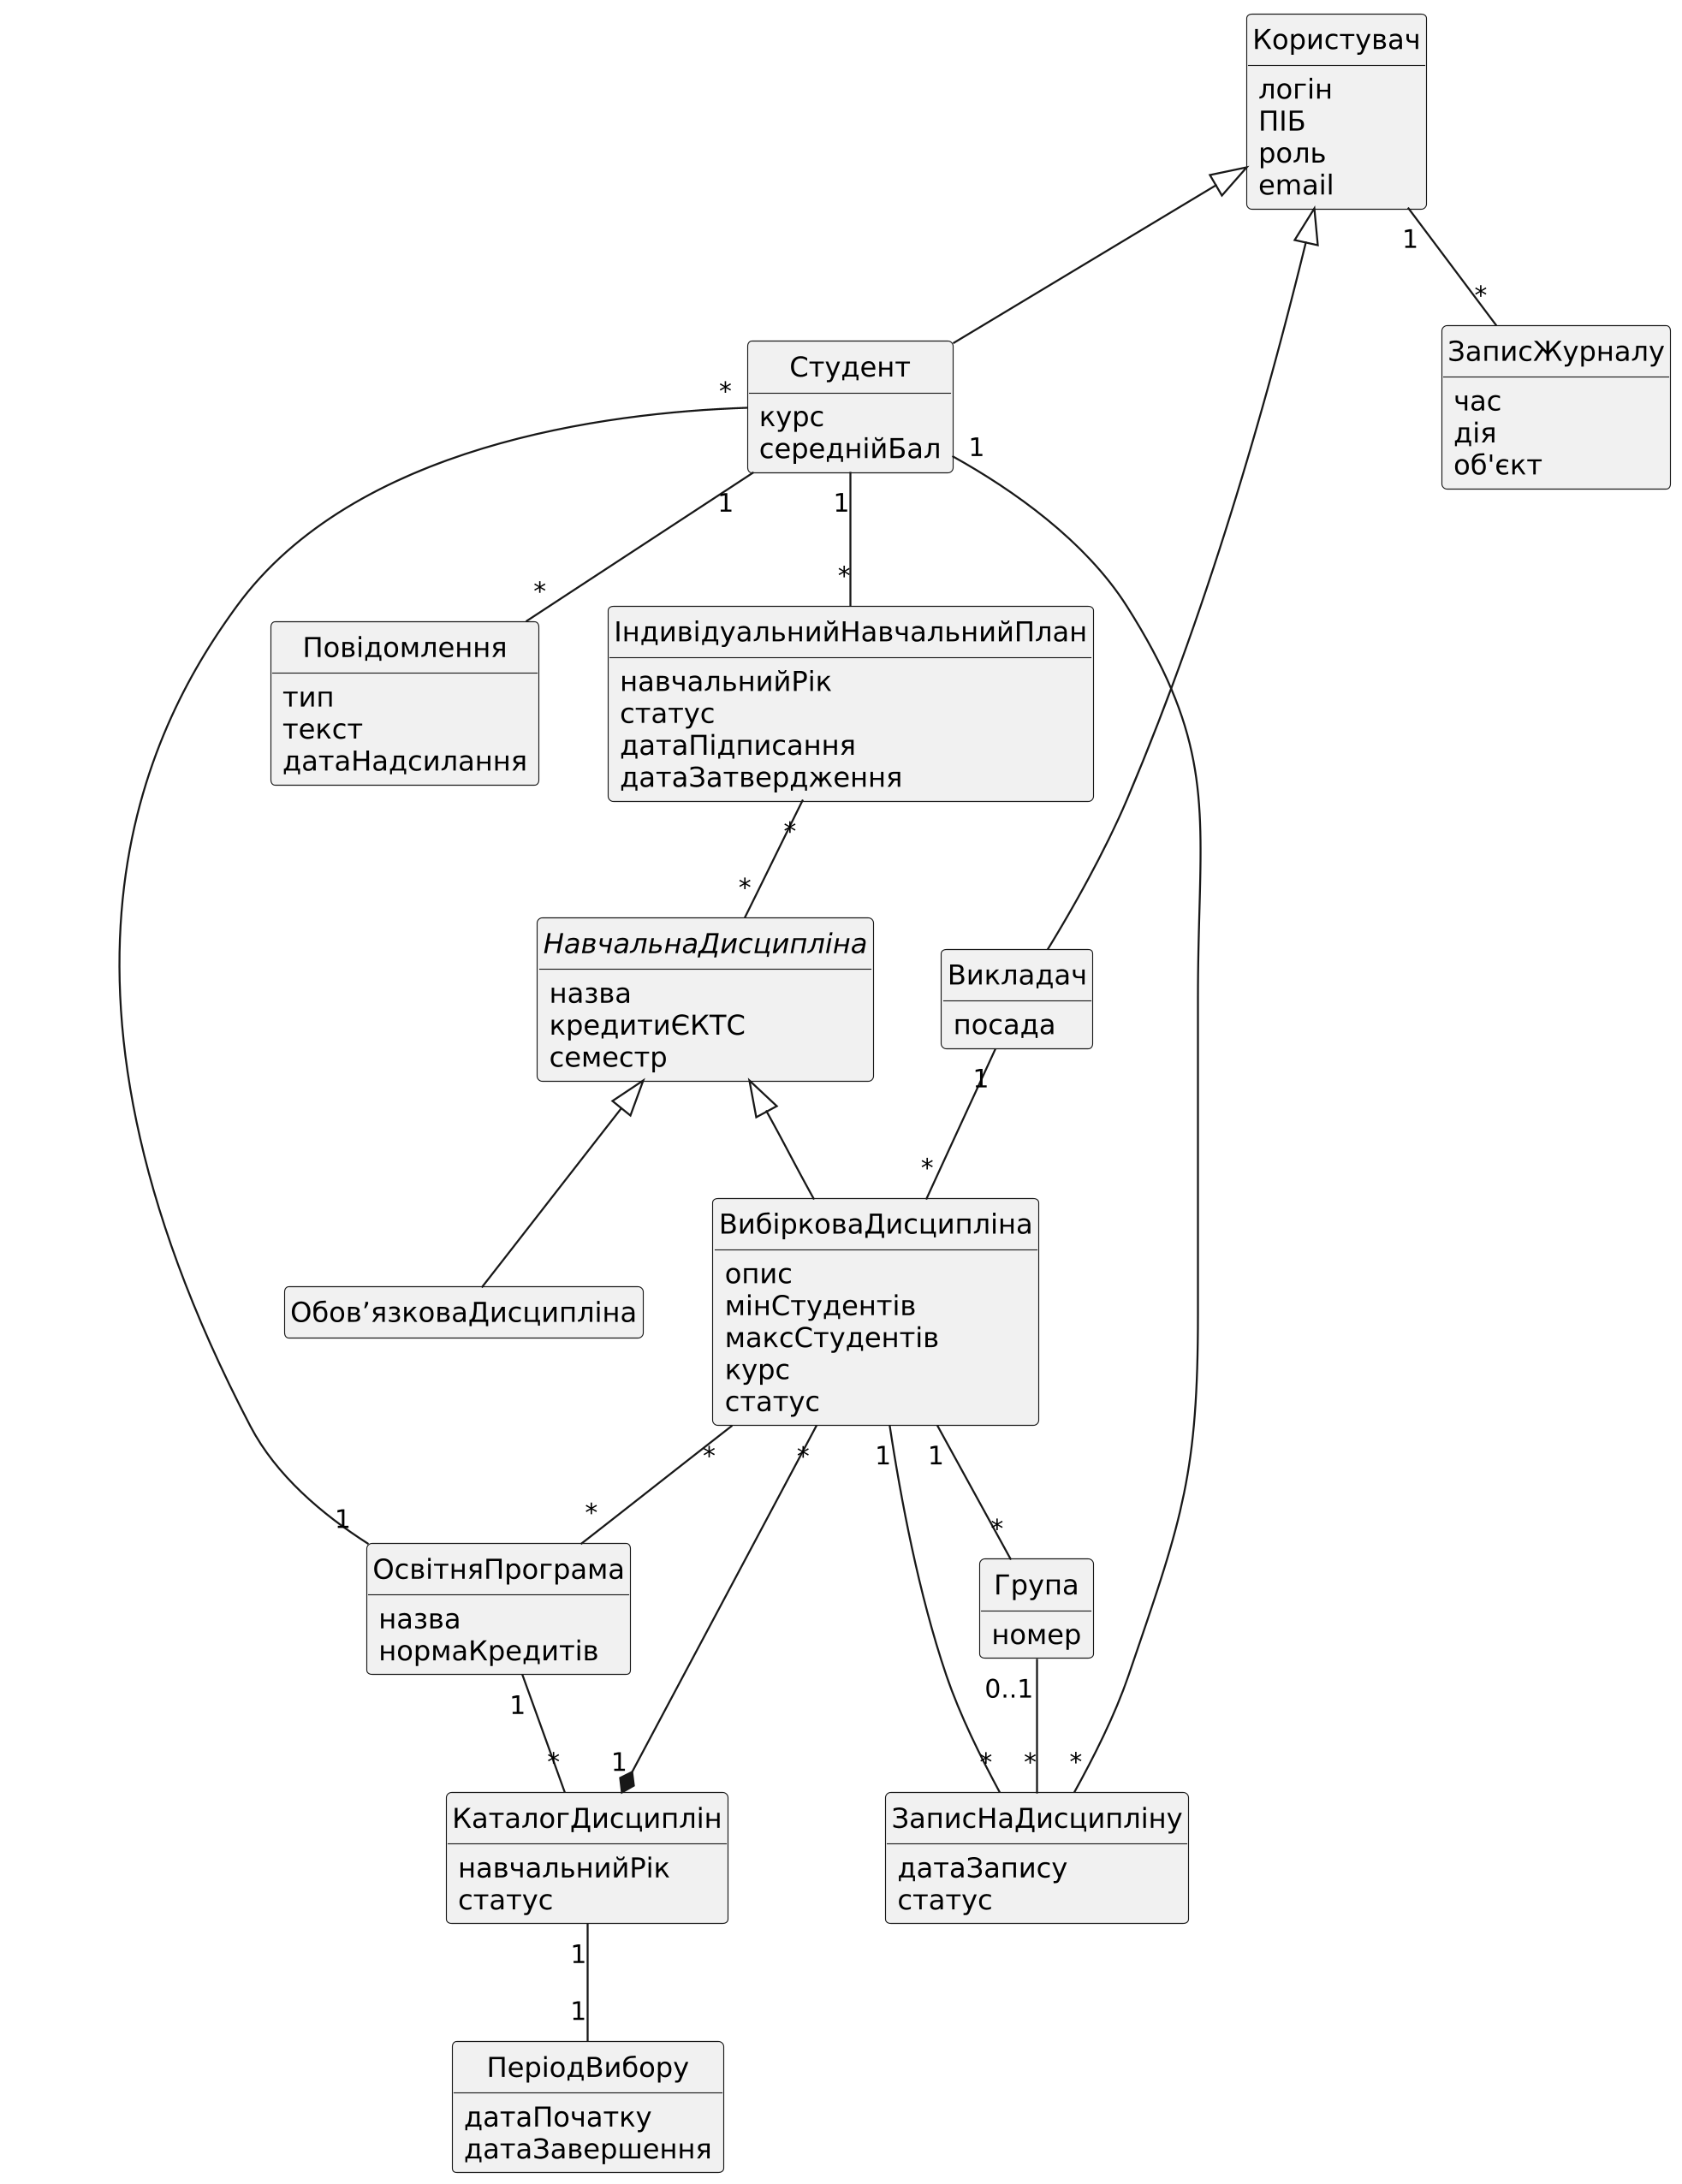 Користувач
логін
ПІБ
роль
email
1
*
ЗаписЖурналу
час
дія
об'єкт
Студент
курс
середнійБал
*
1
1
1
*
*
Повідомлення
тип
текст
датаНадсилання
ІндивідуальнийНавчальнийПлан
навчальнийРік
статус
датаПідписання
датаЗатвердження
*
*
НавчальнаДисципліна
назва
кредитиЄКТС
семестр
Викладач
посада
1
*
Обов’язковаДисципліна
ВибірковаДисципліна
опис
мінСтудентів
максСтудентів
курс
статус
*
*
1
1
*
*
1
ОсвітняПрограма
назва
нормаКредитів
Група
номер
1
0..1
*
1
*
*
*
КаталогДисциплін
навчальнийРік
статус
ЗаписНаДисципліну
датаЗапису
статус
1
1
ПеріодВибору
датаПочатку
датаЗавершення